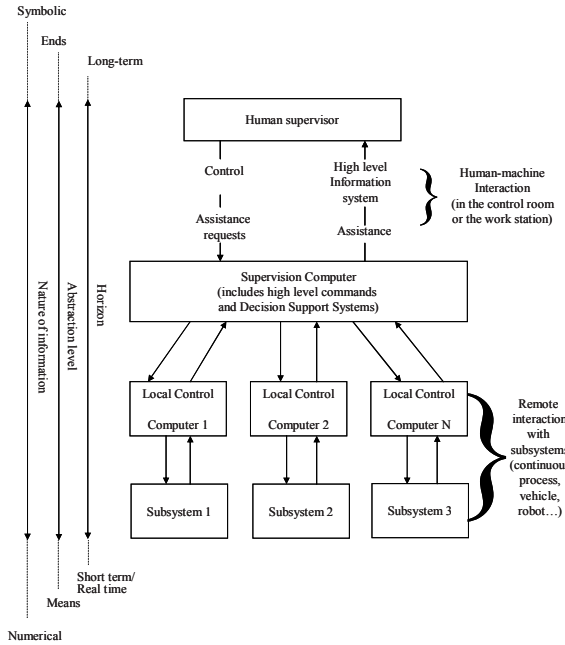 Symbolic
Ends
Long-term
Human supervisor
Control
Assistance
requests
High level
Information
system
Assistance
Human-machine
Interaction
(in the control room
or the work station)
Supervision Computer
(includes high level commands
and Decision Support Systems)
Nature of information
Abstraction level
Horizon
Local Control
Computer 1
Local Control
Computer 2
Local Control
Computer N
Subsystem 1
Subsystem 2
Subsystem 3
Remote
interaction
with
subsystems
(continuous
process,
vehicle,
robot…)
Short term/
Real time
Means
Numerical